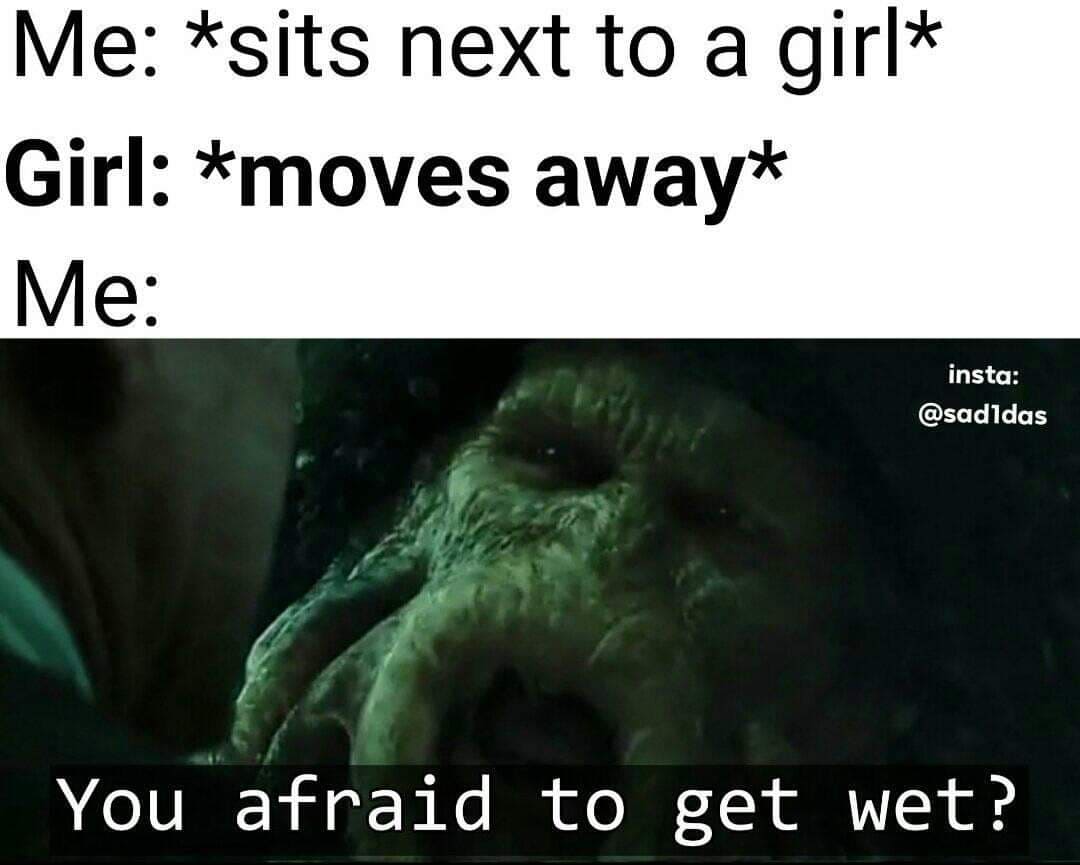 Me: *sits next to a girl*
Girl: *moves away*
Me:
insta:
@sad1das
You afraid to get wet?